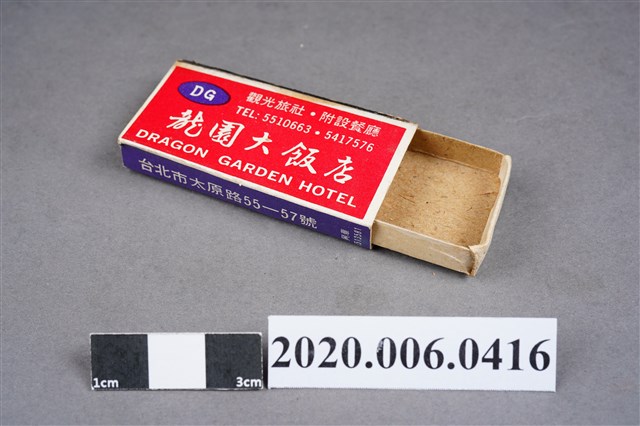 DG
觀光旅社•附設餐廳
TEL: 5510663•5417576
龍園大飯店
DRAGON GARDEN HOTEL
台北市太原路55—57號
1cm
3cm
2020.006.0416